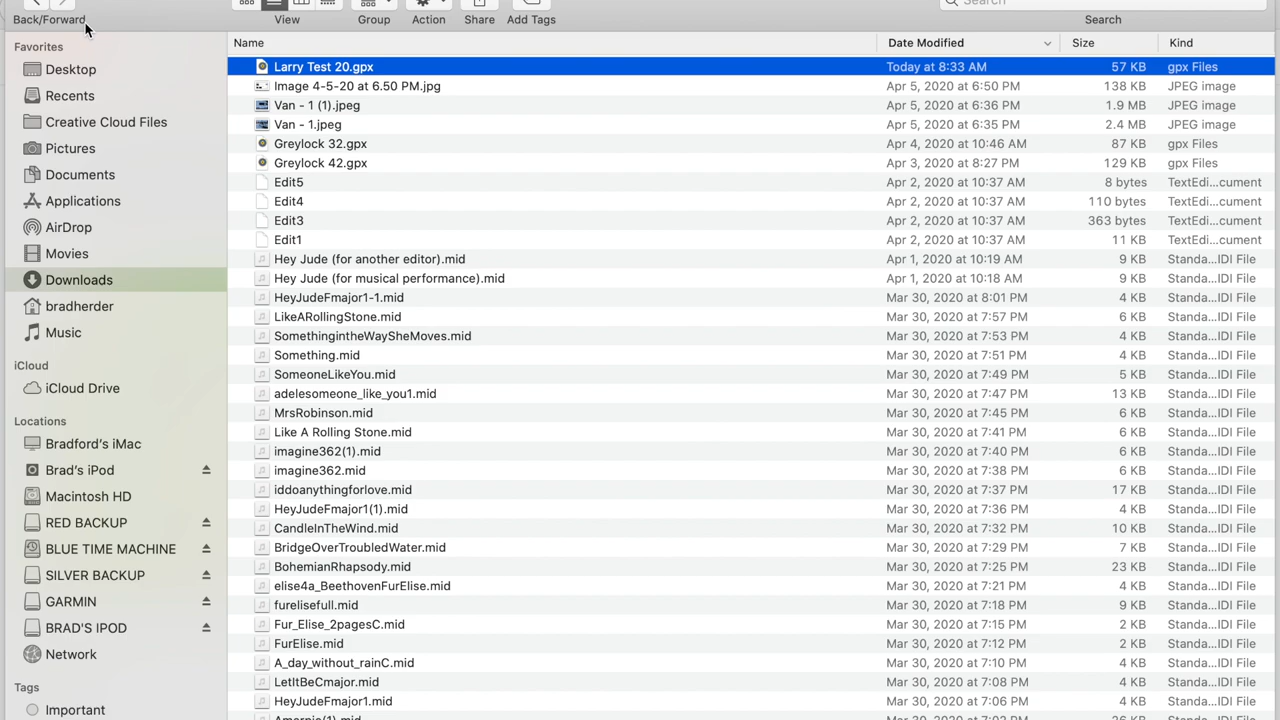 Back/Forward View Group Action Share Add Tags Search
Search
Favorites
Desktop
Recents
Creative Cloud Files
Pictures
Documents
Applications
AirDrop
Movies
Downloads
bradherder
Music
iCloud
iCloud Drive
Locations
Bradford's iMac
Brad's iPod
Macintosh HD
RED BACKUP
BLUE TIME MACHINE
SILVER BACKUP
GARMIN
BRAD'S IPOD
Network
Tags
Important
Name Date Modified Size Kind
Larry Test 20.gpx Today at 8:33 AM 57 KB gpx Files
Image 4-5-20 at 6.50 PM.jpg Apr 5, 2020 at 6:50 PM 138 KB JPEG image
Van - 1 (1).jpeg Apr 5, 2020 at 6:36 PM 1.9 MB JPEG image
Van - 1.jpeg Apr 5, 2020 at 6:35 PM 2.4 MB JPEG image
Greylock 32.gpx Apr 4, 2020 at 10:46 AM 87 KB gpx Files
Greylock 42.gpx Apr 3, 2020 at 8:27 PM 129 KB gpx Files
Edit5 Apr 2, 2020 at 10:37 AM 8 bytes TextEdi...cument
Edit4 Apr 2, 2020 at 10:37 AM 110 bytes TextEdi...cument
Edit3 Apr 2, 2020 at 10:37 AM 363 bytes TextEdi...cument
Edit1 Apr 2, 2020 at 10:37 AM 11 KB TextEdi...cument
Hey Jude (for another editor).mid Apr 1, 2020 at 10:19 AM 3 KB Standa...IDI File
Hey Jude (for musical performance).mid Apr 1, 2020 at 10:18 AM KB Standa...IDI File
HeyJudeFmajor1-1.mid Mar 30, 2020 at 8:01 PM 4 KB Standa...IDI File
LikeARollingStone.mid Mar 30, 2020 at 7:57 PM 6 KB Standa...IDI File
SomethingintheWaySheMoves.mid Mar 30, 2020 at 7:53 PM 4 KB Standa...IDI File
Something.mid Mar 30, 2020 at 7:51 PM KB Standa...IDI File
SomeoneLikeYou.mid Mar 30, 2020 at 7:49 PM 5 KB Standa...IDI File
adelesomeone_like_you1.mid Mar 30, 2020 at 7:47 PM 13 KB Standa...IDI File
MrsRobinson.mid Mar 30, 2020 at 7:45 PM KB Standa...IDI File
Like A Rolling Stone.mid Mar 30, 2020 at 7:41 PM 6 KB Standa...IDI File
imagine362(1).mid Mar 30, 2020 at 7:40 PM 6 KB Standa...IDI File
imagine362.mid Mar 30, 2020 at 7:38 PM 6 KB Standa...IDI File
iddoanythingforlove.mid Mar 30, 2020 at 7:37 PM KB Standa...IDI File
HeyJudeFmajor1(1).mid Mar 30, 2020 at 7:36 PM 4 KB Standa...IDI File
CandleInTheWind.mid Mar 30, 2020 at 7:32 PM 10 KB Standa...IDI File
BridgeOverTroubledWater.mid Mar 30, 2020 at 7:29 PM 7 KB Standa...IDI File
BohemianRhapsody.mid Mar 30, 2020 at 7:25 PM KB Standa...IDI File
elise4a_BeethovenFurElise.mid Mar 30, 2020 at 7:21 PM 4 KB Standa...IDI File
furelisefull.mid Mar 30, 2020 at 7:18 PM 9 KB Standa...IDI File
Fur_Elise_2pagesC.mid Mar 30, 2020 at 7:15 PM 2 KB Standa...IDI File
FurElise.mid Mar 30, 2020 at 7:12 PM KB Standa...IDI File
A_day_without_rainC.mid Mar 30, 2020 at 7:10 PM KB Standa...IDI File
LetItBeCmajor.mid Mar 30, 2020 at 7:08 PM 4 KB Standa...IDI File
HeyJudeFmajor1.mid Mar 30, 2020 at 7:06 PM 4 KB Standa...IDI File